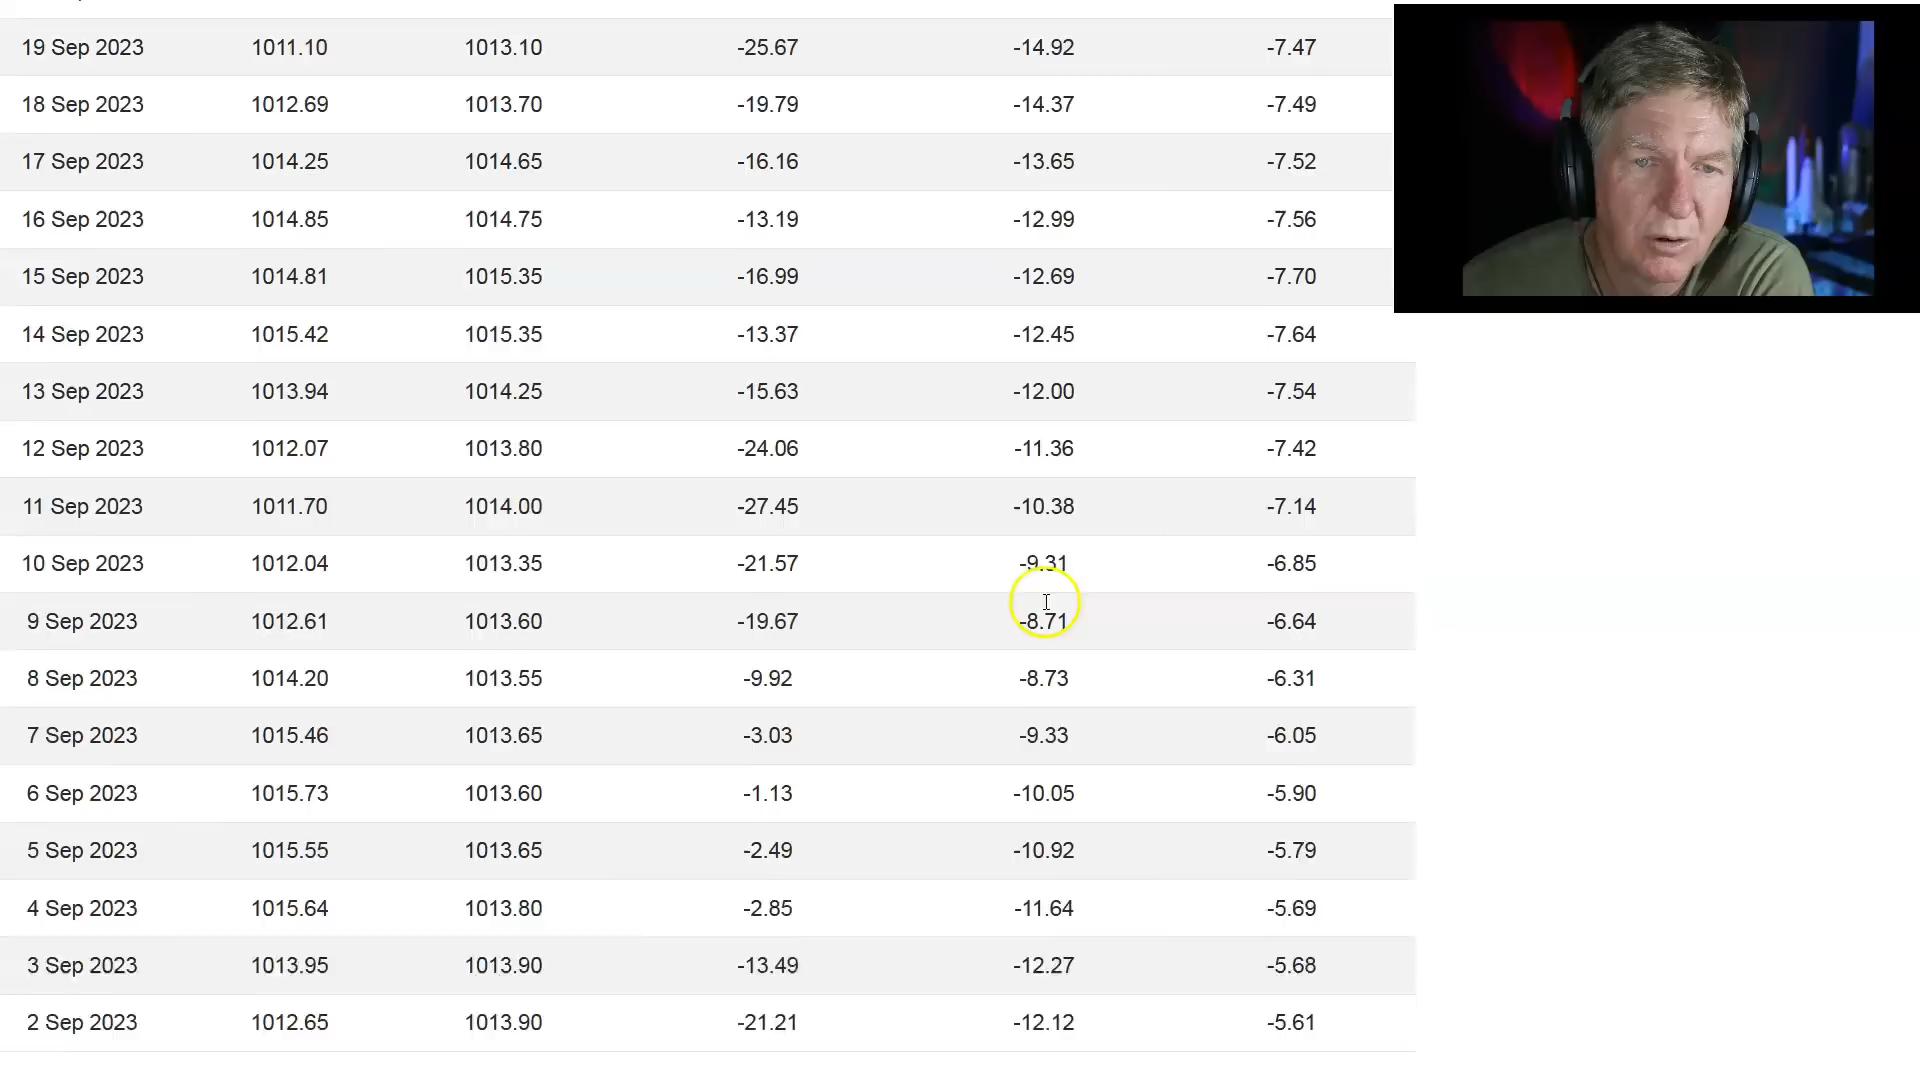 19 Sep 2023 1011.10 1013.10 -25.67 -14.92 -7.47
18 Sep 2023 1012.69 1013.70 -19.79 -14.37 -7.49
17 Sep 2023 1014.25 1014.65 -16.16 -13.65 -7.52
16 Sep 2023 1014.85 1014.75 -13.19 -12.99 -7.56
15 Sep 2023 1014.81 1015.35 -16.99 -12.69 -7.70
14 Sep 2023 1015.42 1015.35 -13.37 -12.45 -7.64
13 Sep 2023 1013.94 1014.25 -15.63 -12.00 -7.54
12 Sep 2023 1012.07 1013.80 -24.06 -11.36 -7.42
11 Sep 2023 1011.70 1014.00 -27.45 -10.38 -7.14
10 Sep 2023 1012.04 1013.35 -21.57 -9.31 -6.85
9 Sep 2023 1012.61 1013.60 -19.67 -8.71 -6.64
8 Sep 2023 1014.20 1013.55 -9.92 -8.73 -6.31
7 Sep 2023 1015.46 1013.65 -3.03 -9.33 -6.05
6 Sep 2023 1015.73 1013.60 -1.13 -10.05 -5.90
5 Sep 2023 1015.55 1013.65 -2.49 -10.92 -5.79
4 Sep 2023 1015.64 1013.80 -2.85 -11.64 -5.69
3 Sep 2023 1013.95 1013.90 -13.49 -12.27 -5.68
2 Sep 2023 1012.65 1013.90 -21.21 -12.12 -5.61